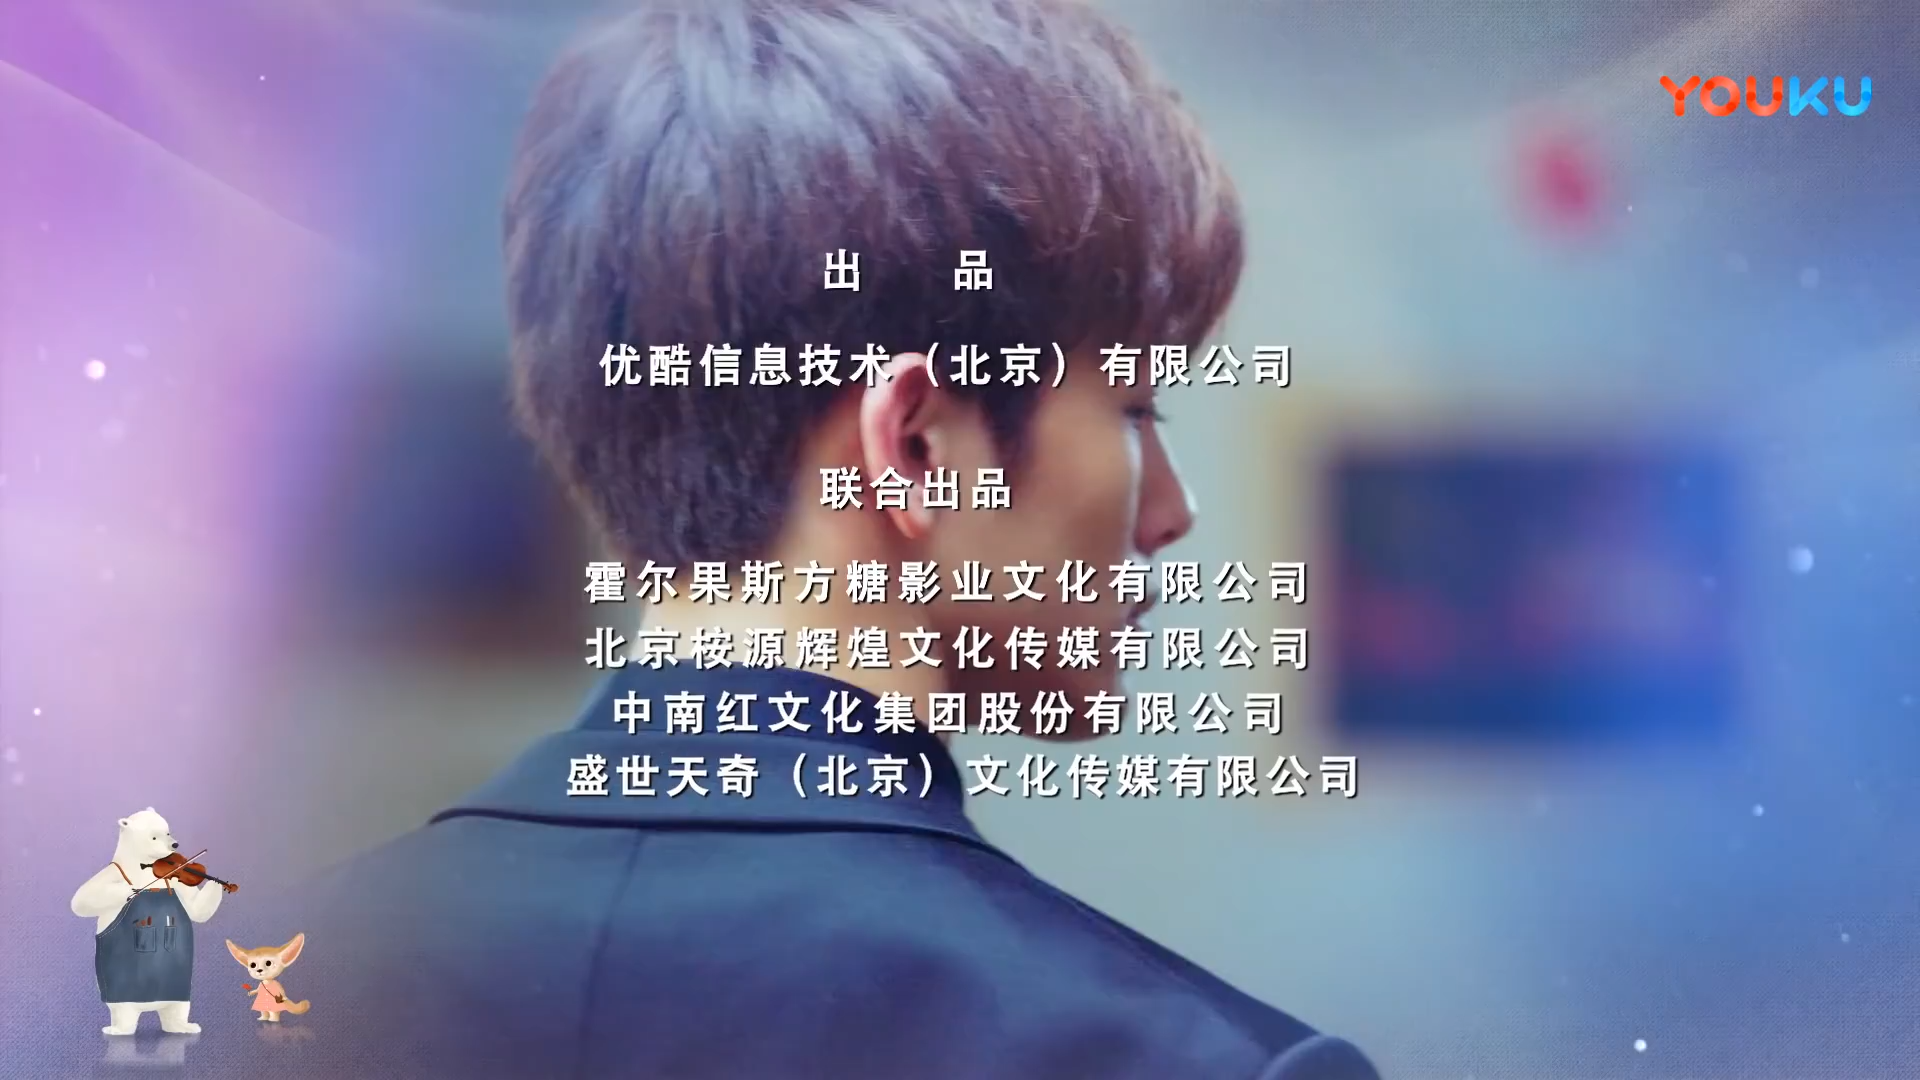 YOUKU
出 品
优酷信息技术（北京）有限公司
联合出品
霍尔果斯方糖影业文化有限公司
北京桉源辉煌文化传媒有限公司
中南红文化集团股份有限公司
盛世天奇（北京）文化传媒有限公司